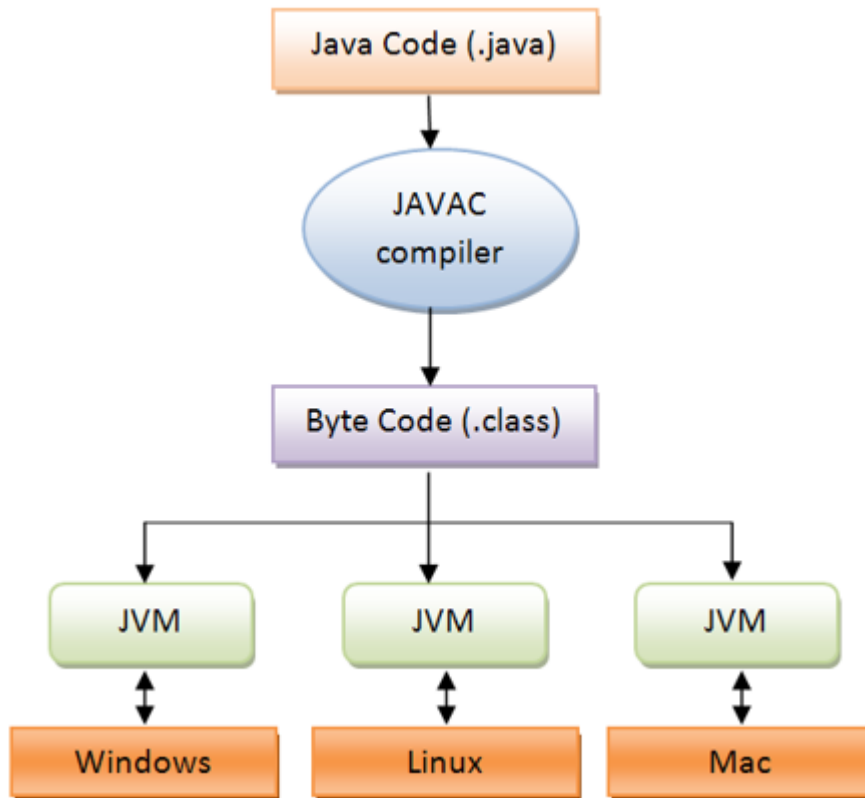 Java Code (.java)
JAVAC
compiler
Byte Code (.class)
JVM
JVM
JVM
Windows
Linux
Mac